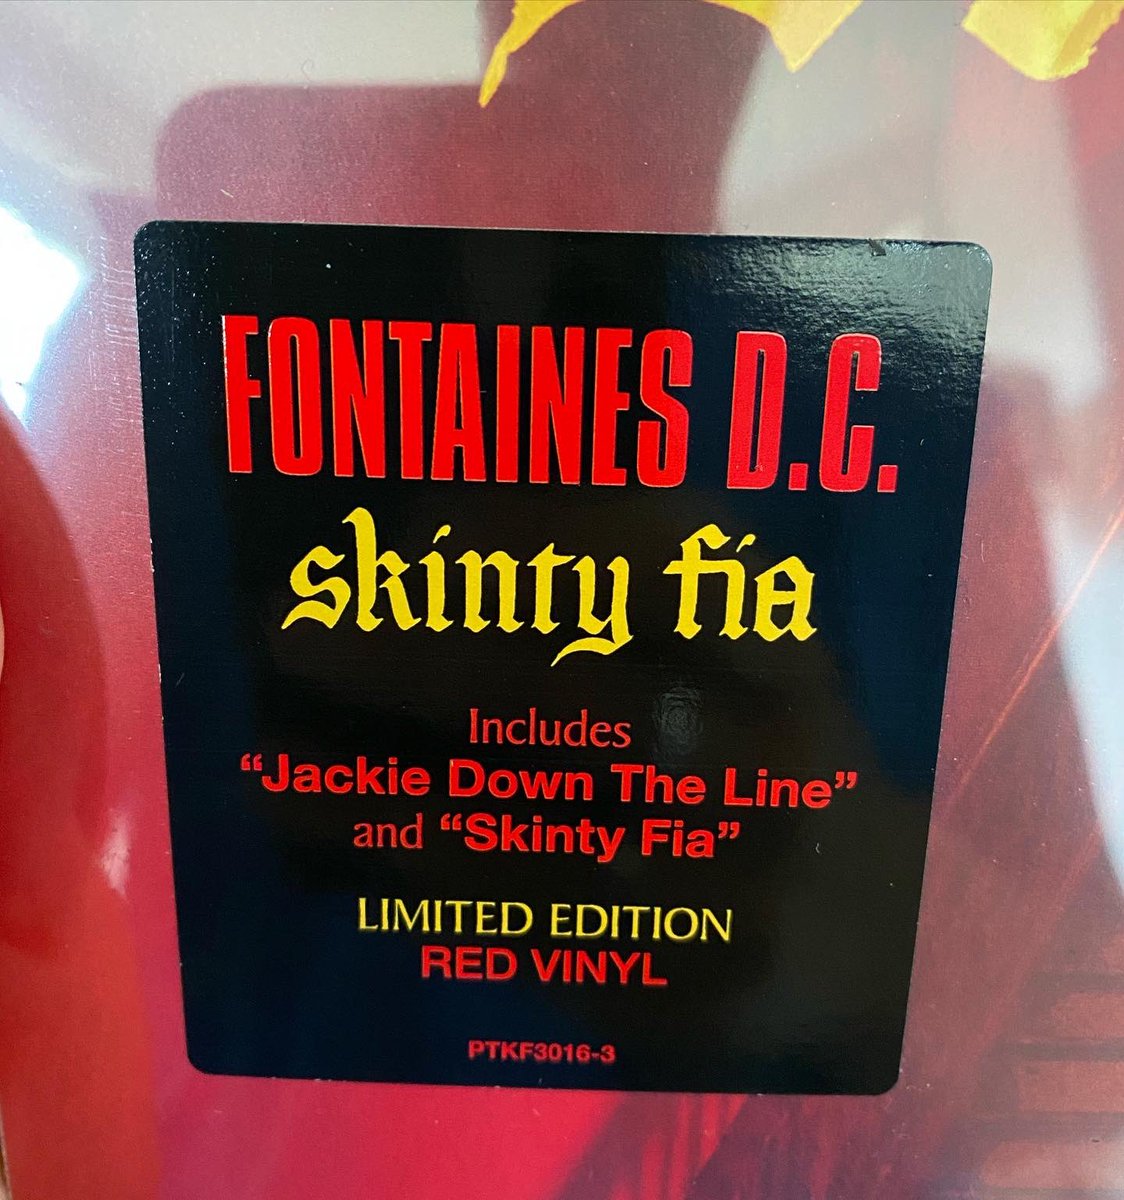 FONTAINES D.C.
skinty fia
Includes
“Jackie Down The Line”
and “Skinty Fia”
LIMITED EDITION
RED VINYL
PTKF3016-3